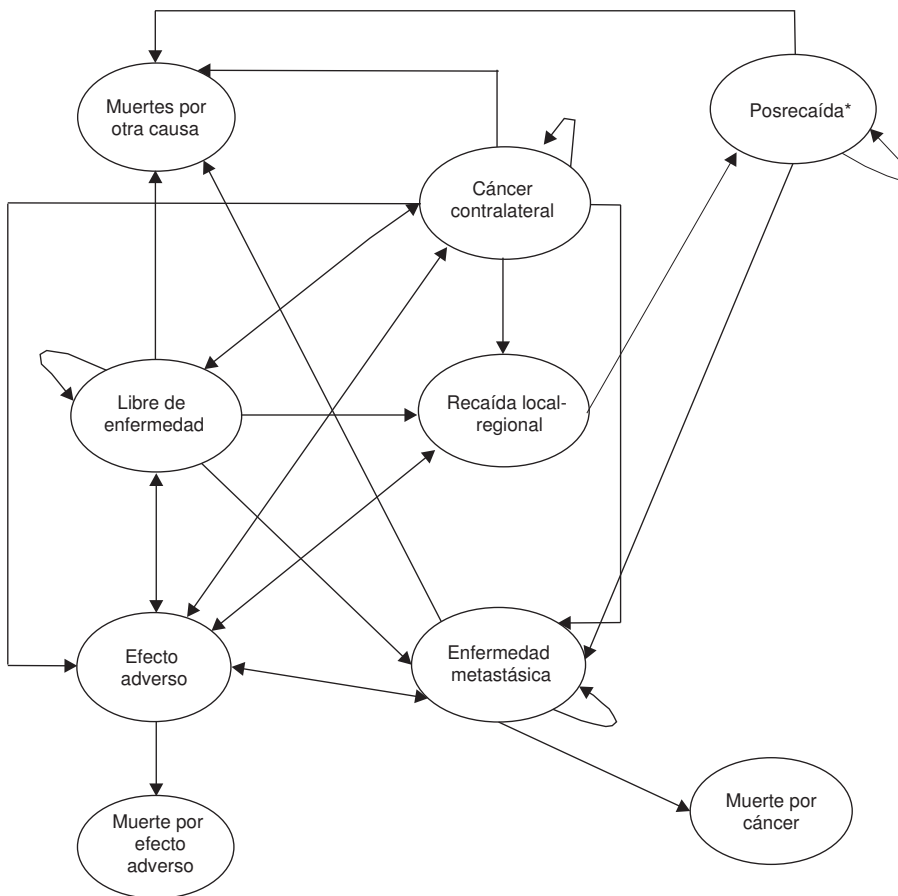 Muertes por
otra causa
Posrecaída*
Cáncer
contralateral
Libre de
enfermedad
Recaída local-
regional
Efecto
adverso
Enfermedad
metastásica
Muerte por
efecto
adverso
Muerte por
cáncer